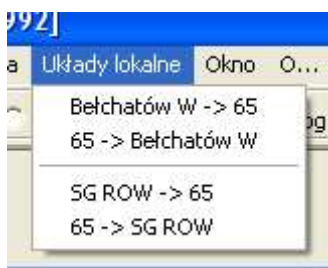 992]
a Układy lokalne Okno O...
Bełchatów W -> 65
65 -> Bełchatów W
SG ROW -> 65
65 -> SG ROW